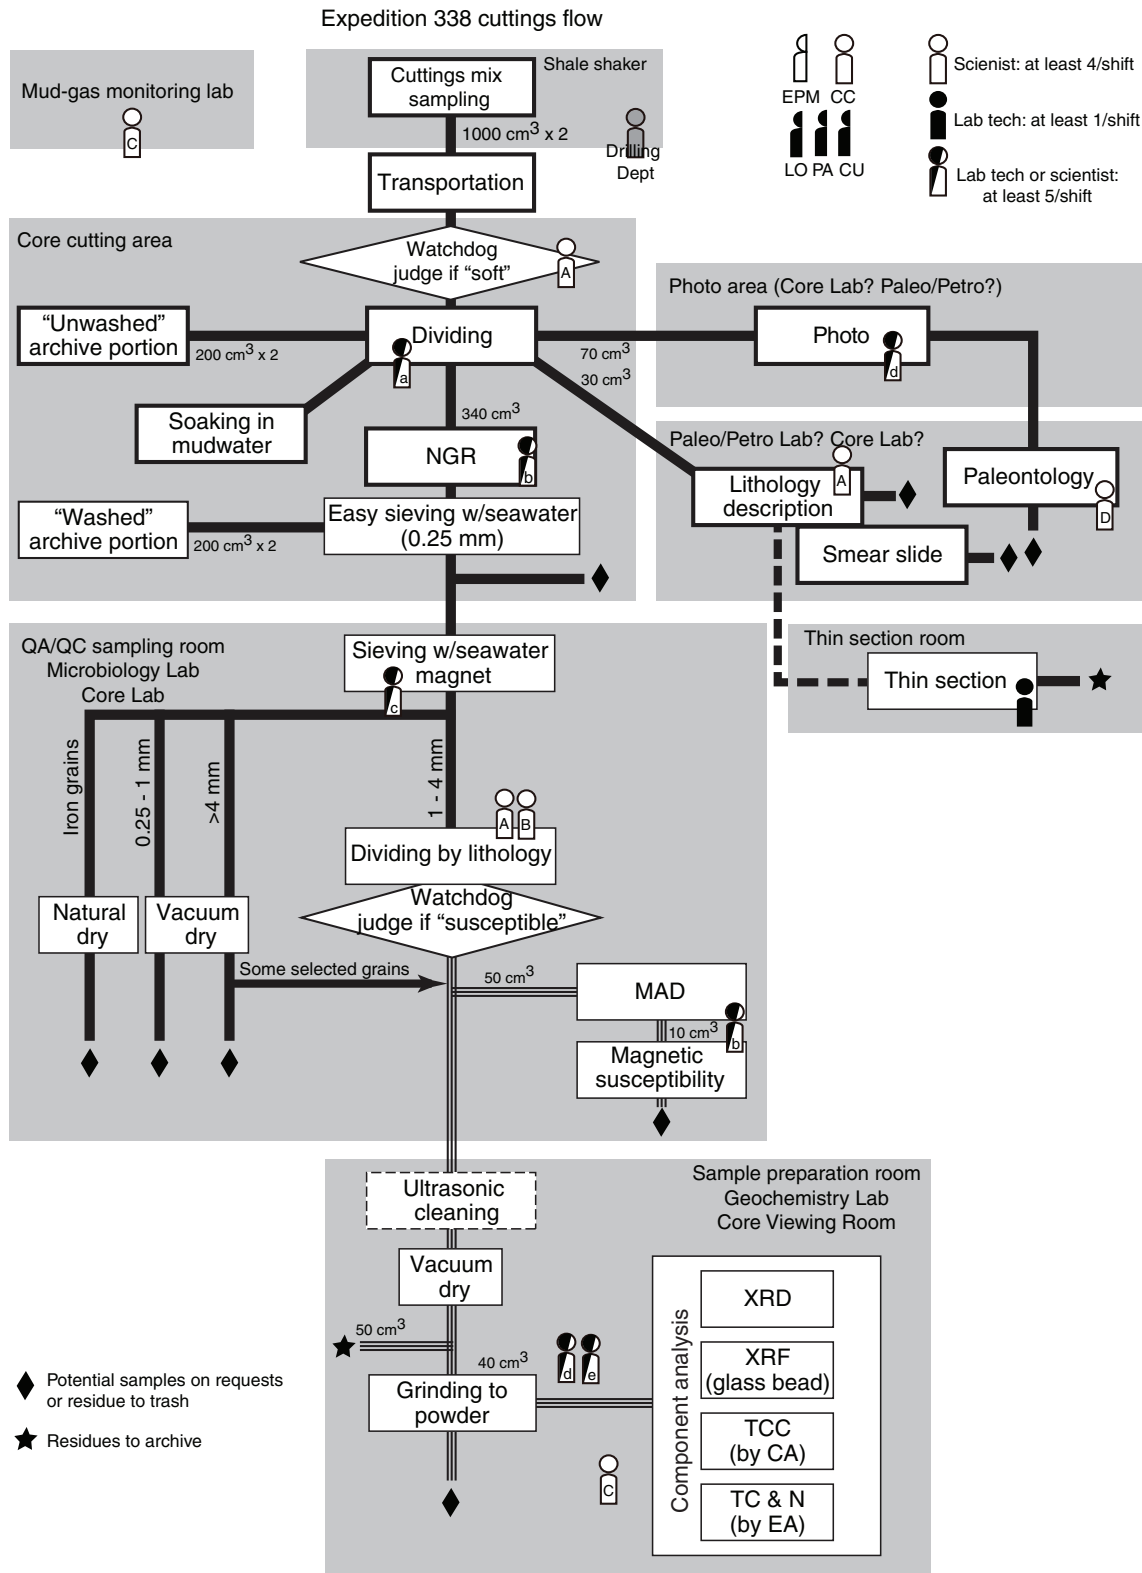 Expedition 338 cuttings flow
Mud-gas monitoring lab
C
Shale shaker
Cuttings mix
sampling
1000 cm3 x 2
Drilling
Dept
Transportation
EPM CC
LO PA CU
Scienist: at least 4/shift
Lab tech: at least 1/shift
Lab tech or scientist:
at least 5/shift
Core cutting area
Watchdog
judge if “soft”
A
“Unwashed”
archive portion
200 cm3 x 2
Dividing
a
70 cm3
30 cm3
Photo area (Core Lab? Paleo/Petro?)
Photo
d
Soaking in
mudwater
340 cm3
NGR
b
Paleo/Petro Lab? Core Lab?
A
Lithology
description
Paleontology
D
Smear slide
“Washed”
archive portion
200 cm3 x 2
Easy sieving w/seawater
(0.25 mm)
QA/QC sampling room
Microbiology Lab
Core Lab
Sieving w/seawater
magnet
c
Thin section room
Thin section
Iron grains
0.25 - 1 mm
>4 mm
1 - 4 mm
A B
Dividing by lithology
Watchdog
judge if “susceptible”
Natural
dry
Vacuum
dry
Some selected grains
50 cm3
MAD
10 cm3
b
Magnetic
susceptibility
Sample preparation room
Geochemistry Lab
Core Viewing Room
Ultrasonic
cleaning
Vacuum
dry
50 cm3
40 cm3
d e
Grinding to
powder
C
Component analysis
XRD
XRF
(glass bead)
TCC
(by CA)
TC & N
(by EA)
Potential samples on requests
or residue to trash
Residues to archive